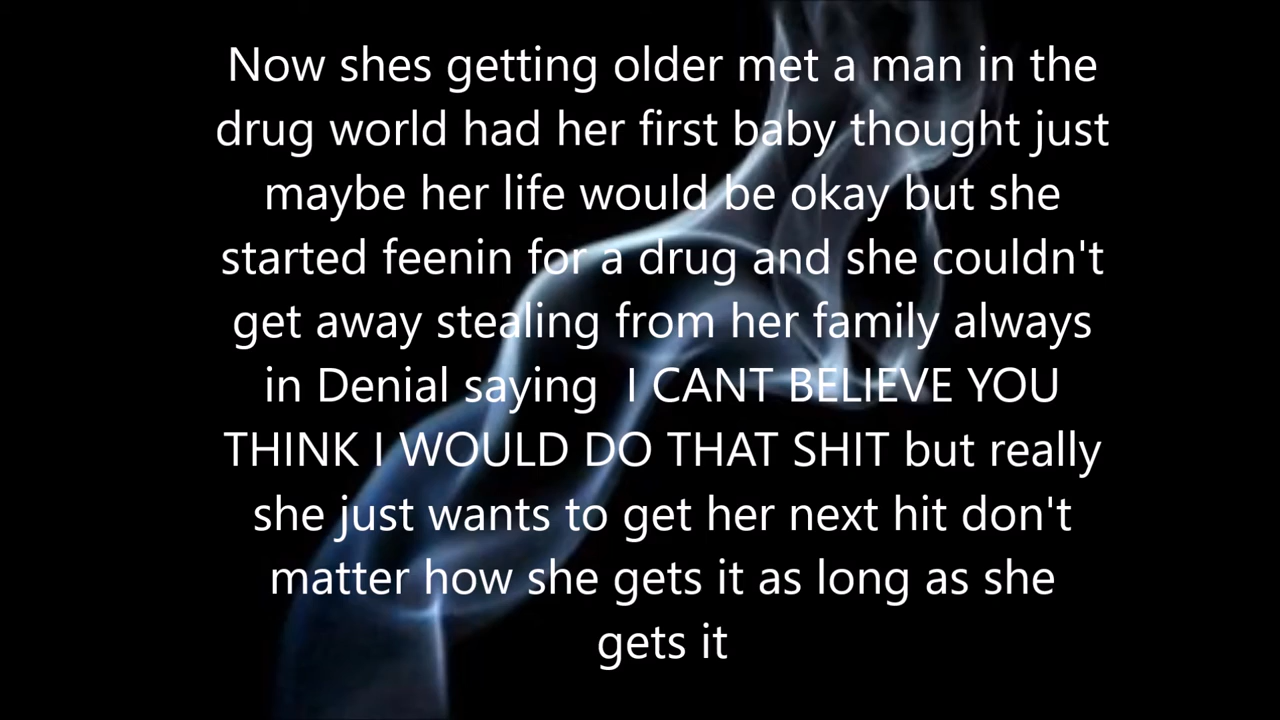 Now shes getting older met a man in the
drug world had her first baby thought just
maybe her life would be okay but she
started feenin for a drug and she couldn't
get away stealing from her family always
in Denial saying  I CANT BELIEVE YOU
THINK I WOULD DO THAT SHIT but really
she just wants to get her next hit don't
matter how she gets it as long as she
gets it